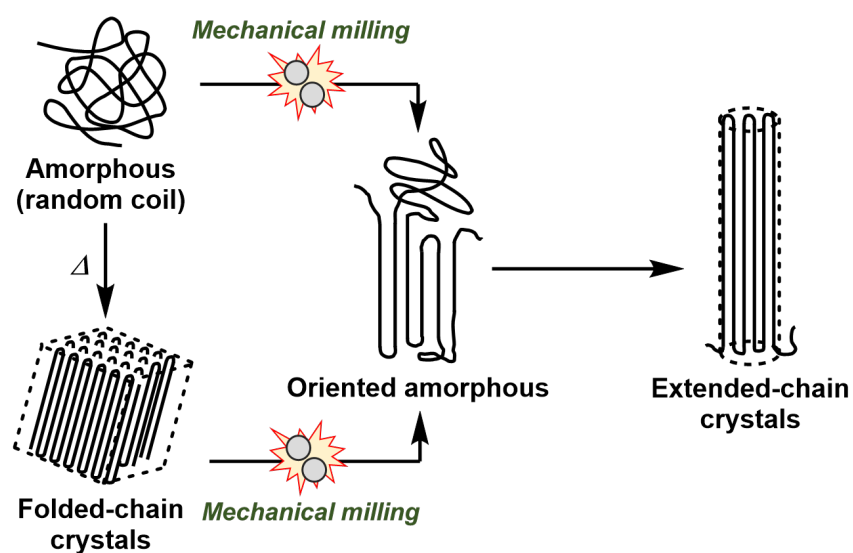 Mechanical milling
Amorphous
(random coil)
Δ
Oriented amorphous
Extended-chain
crystals
Folded-chain
crystals
Mechanical milling